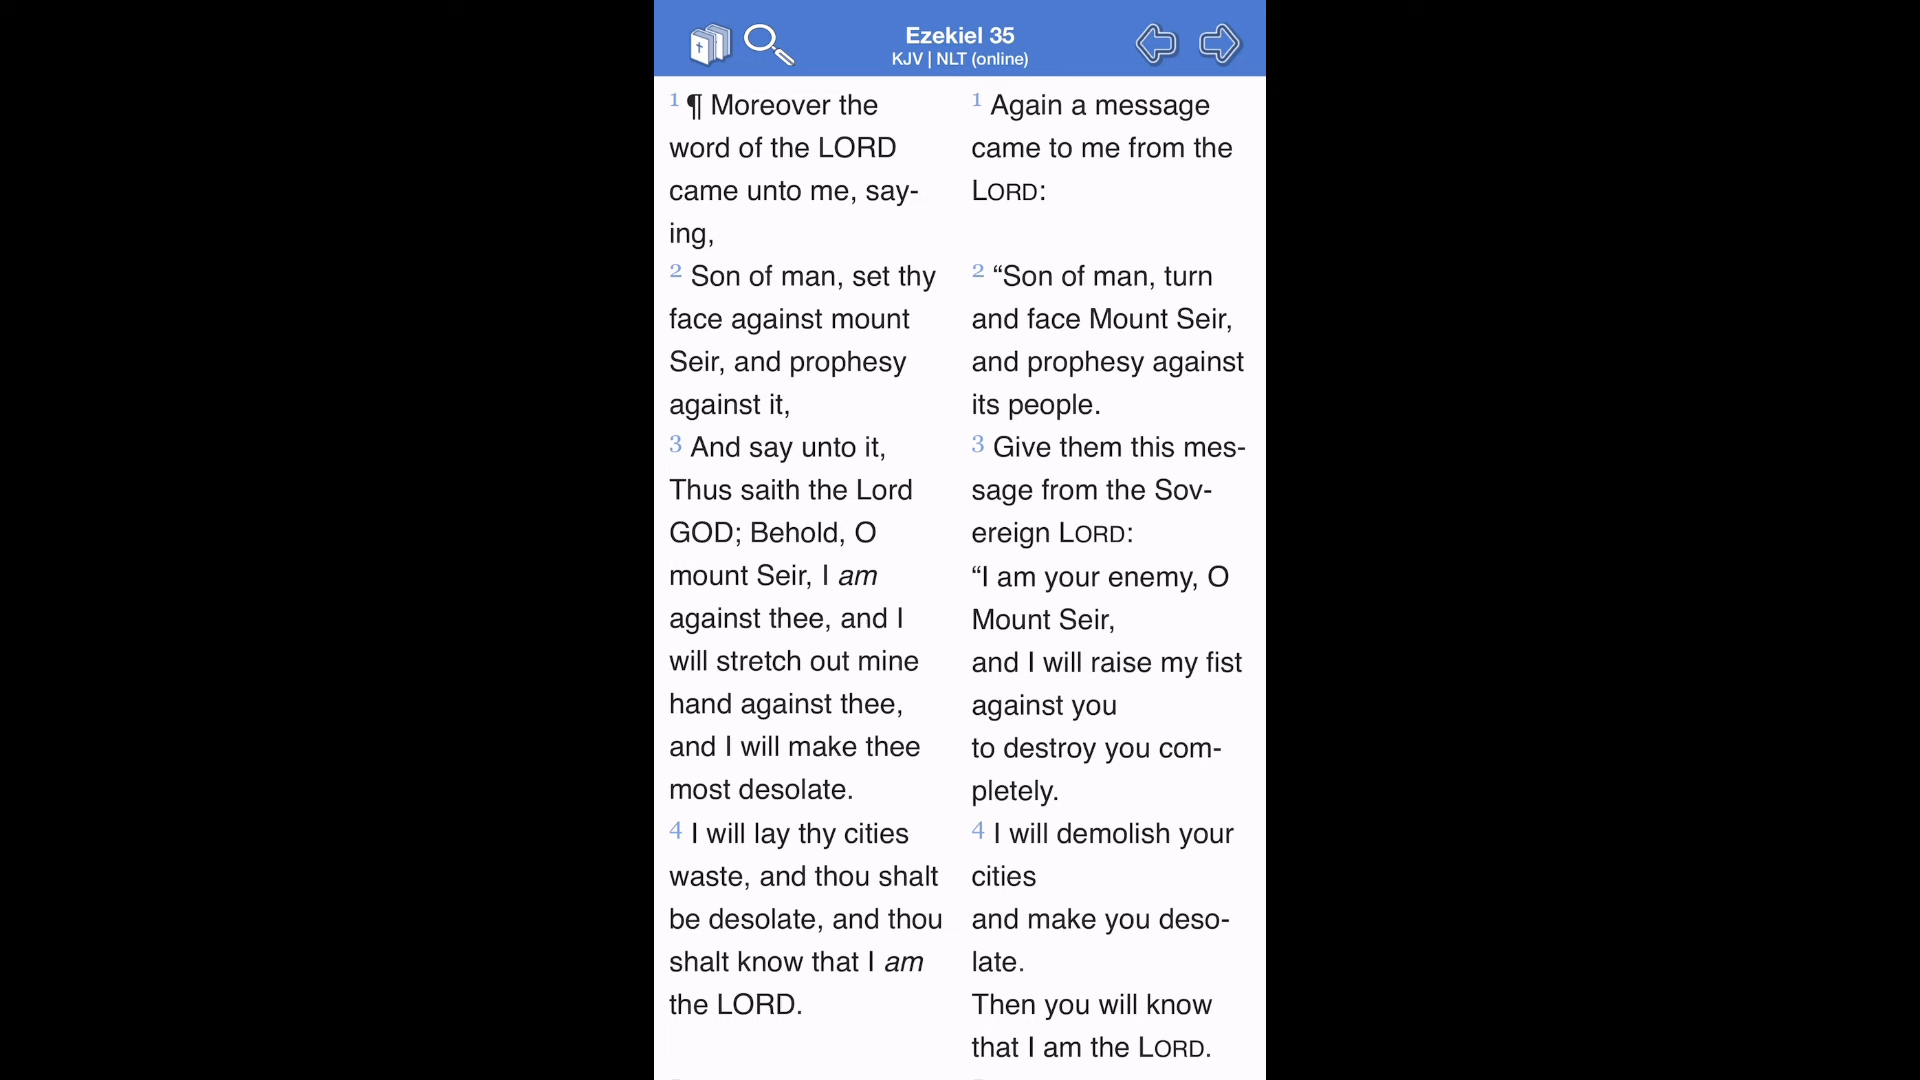 Ezekiel 35
KJV | NLT (online)
1 ¶ Moreover the
word of the LORD
came unto me, say-
ing,
2 Son of man, set thy
face against mount
Seir, and prophesy
against it,
3 And say unto it,
Thus saith the Lord
GOD; Behold, O
mount Seir, I am
against thee, and I
will stretch out mine
hand against thee,
and I will make thee
most desolate.
4 I will lay thy cities
waste, and thou shalt
be desolate, and thou
shalt know that I am
the LORD.
1 Again a message
came to me from the
LORD:
2 “Son of man, turn
and face Mount Seir,
and prophesy against
its people.
3 Give them this mes-
sage from the Sov-
ereign LORD:
“I am your enemy, O
Mount Seir,
and I will raise my fist
against you
to destroy you com-
pletely.
4 I will demolish your
cities
and make you deso-
late.
Then you will know
that I am the LORD.